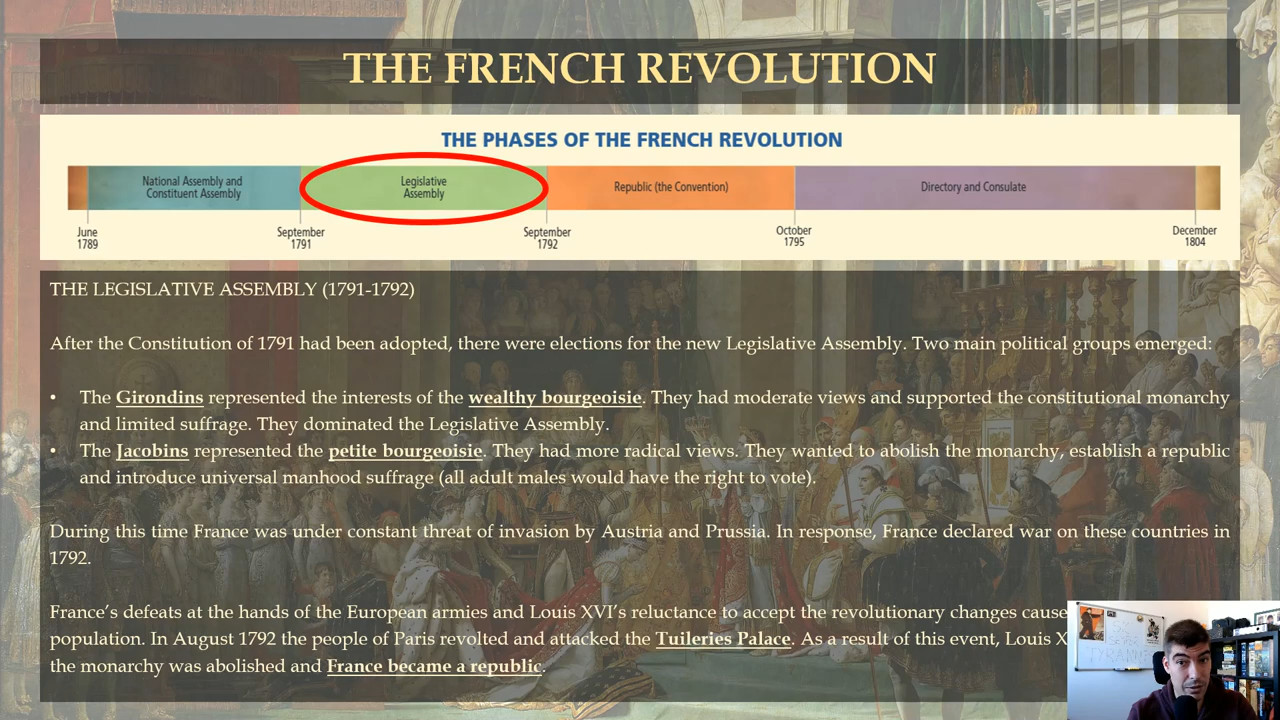 THE FRENCH REVOLUTION
THE PHASES OF THE FRENCH REVOLUTION
National Assembly and
Constituent Assembly
Legislative
Assembly
Republic (the Convention)
Directory and Consulate
June
1789
September
1791
September
1792
October
1795
December
1804
THE LEGISLATIVE ASSEMBLY (1791-1792)
After the Constitution of 1791 had been adopted, there were elections for the new Legislative Assembly. Two main political groups emerged:
• The Girondins represented the interests of the wealthy bourgeoisie. They had moderate views and supported the constitutional monarchy
and limited suffrage. They dominated the Legislative Assembly.
• The Jacobins represented the petite bourgeoisie. They had more radical views. They wanted to abolish the monarchy, establish a republic
and introduce universal manhood suffrage (all adult males would have the right to vote).
During this time France was under constant threat of invasion by Austria and Prussia. In response, France declared war on these countries in
1792.
France's defeats at the hands of the European armies and Louis XVI's reluctance to accept the revolutionary changes cause
population. In August 1792 the people of Paris revolted and attacked the Tuileries Palace. As a result of this event, Louis X
the monarchy was abolished and France became a republic.